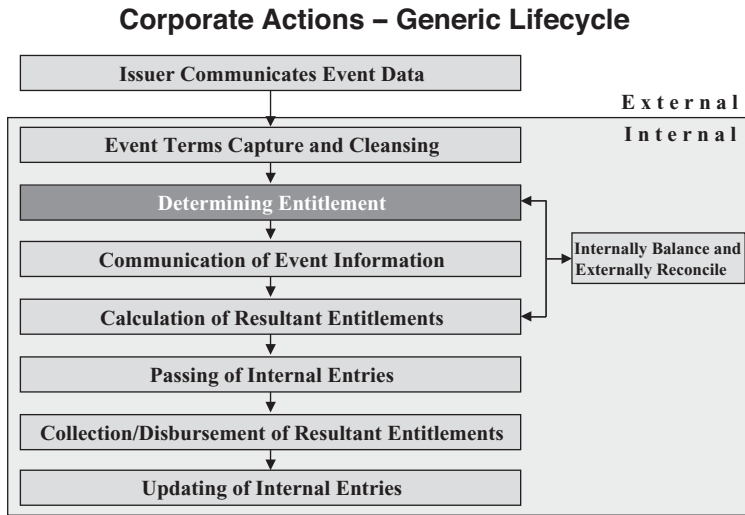 Corporate Actions – Generic Lifecycle
Issuer Communicates Event Data
External
Internal
Event Terms Capture and Cleansing
Determining Entitlement
Communication of Event Information
Internally Balance and
Externally Reconcile
Calculation of Resultant Entitlements
Passing of Internal Entries
Collection/Disbursement of Resultant Entitlements
Updating of Internal Entries